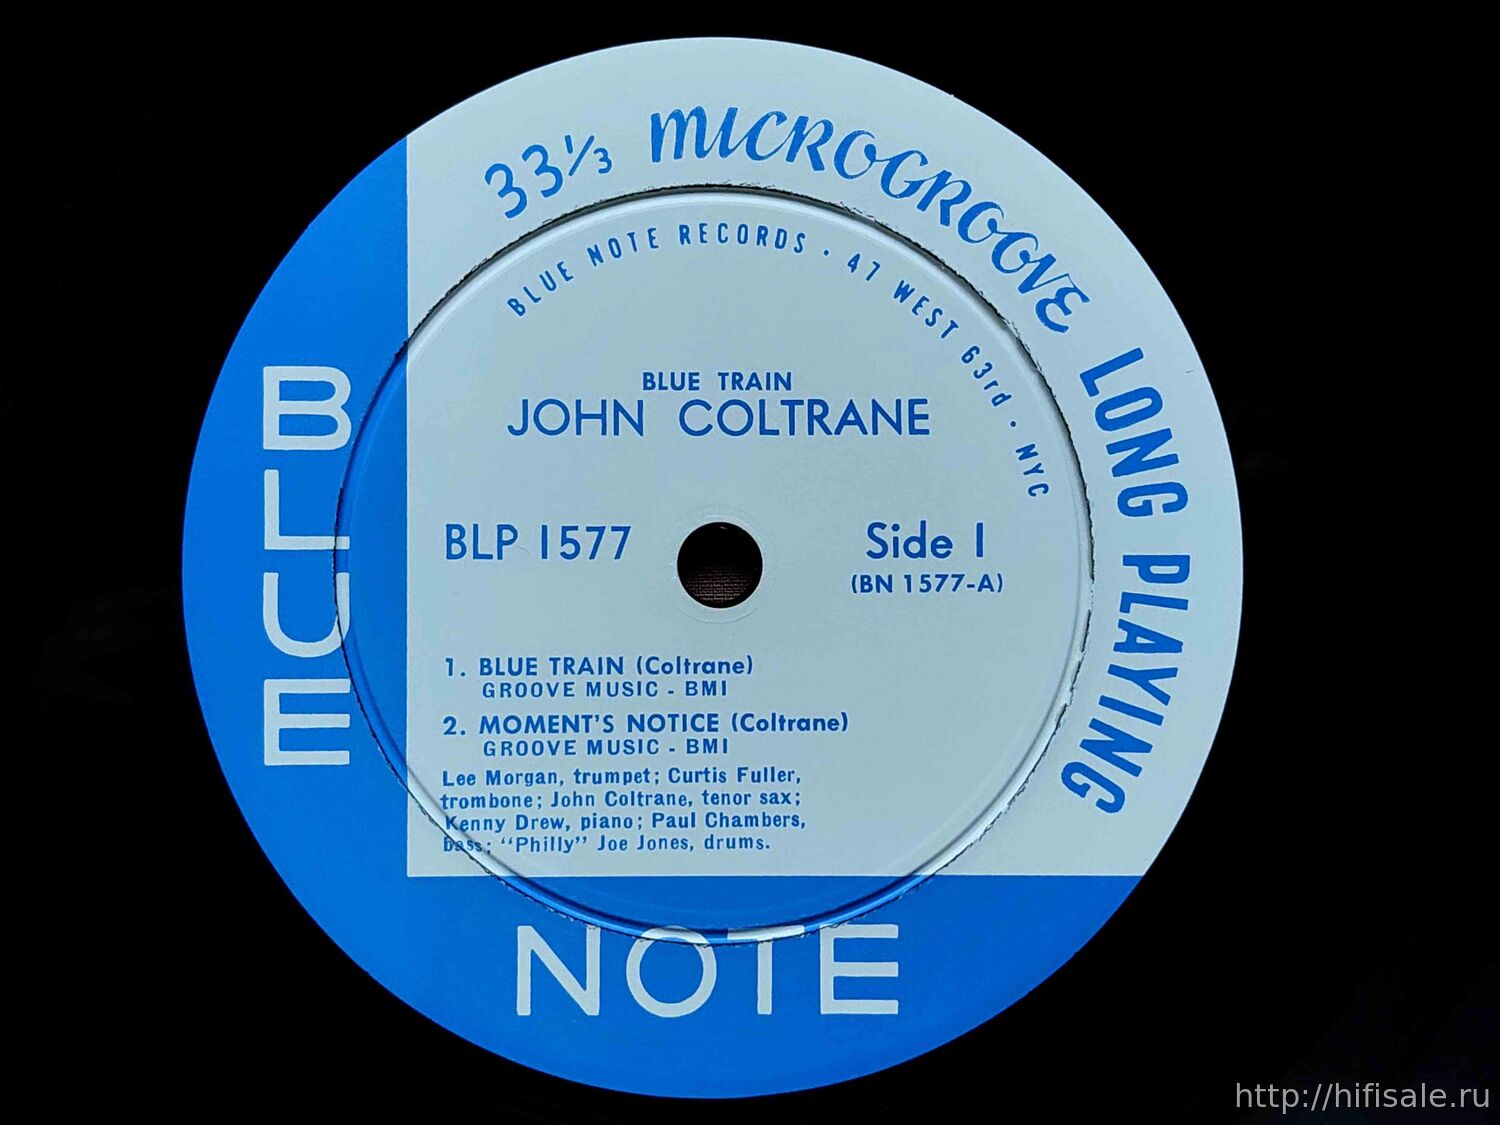 33⅓ MICROGROOVE LONG PLAYING
BLUE NOTE RECORDS · 47 WEST 63rd · NYC
BLUE TRAIN
JOHN COLTRANE
BLP 1577
Side 1
(BN 1577-A)
1. BLUE TRAIN (Coltrane)
GROOVE MUSIC - BMI
2. MOMENT'S NOTICE (Coltrane)
GROOVE MUSIC - BMI
Lee Morgan, trumpet; Curtis Fuller,
trombone; John Coltrane, tenor sax;
Kenny Drew, piano; Paul Chambers,
bass; “Philly” Joe Jones, drums.
BLUE
NOTE
http://hifisale.ru